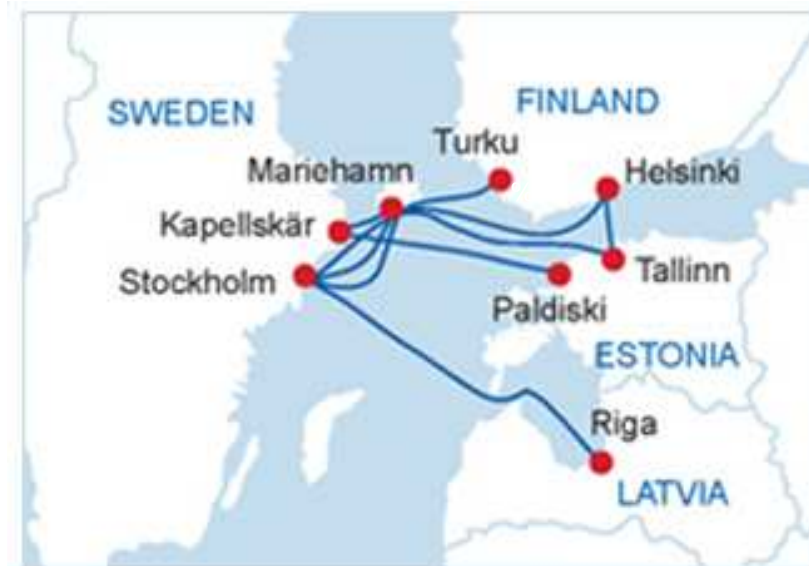 SWEDEN
FINLAND
Turku
Mariehamn
Helsinki
Kapellskär
Stockholm
Tallinn
Paldiski
ESTONIA
Riga
LATVIA